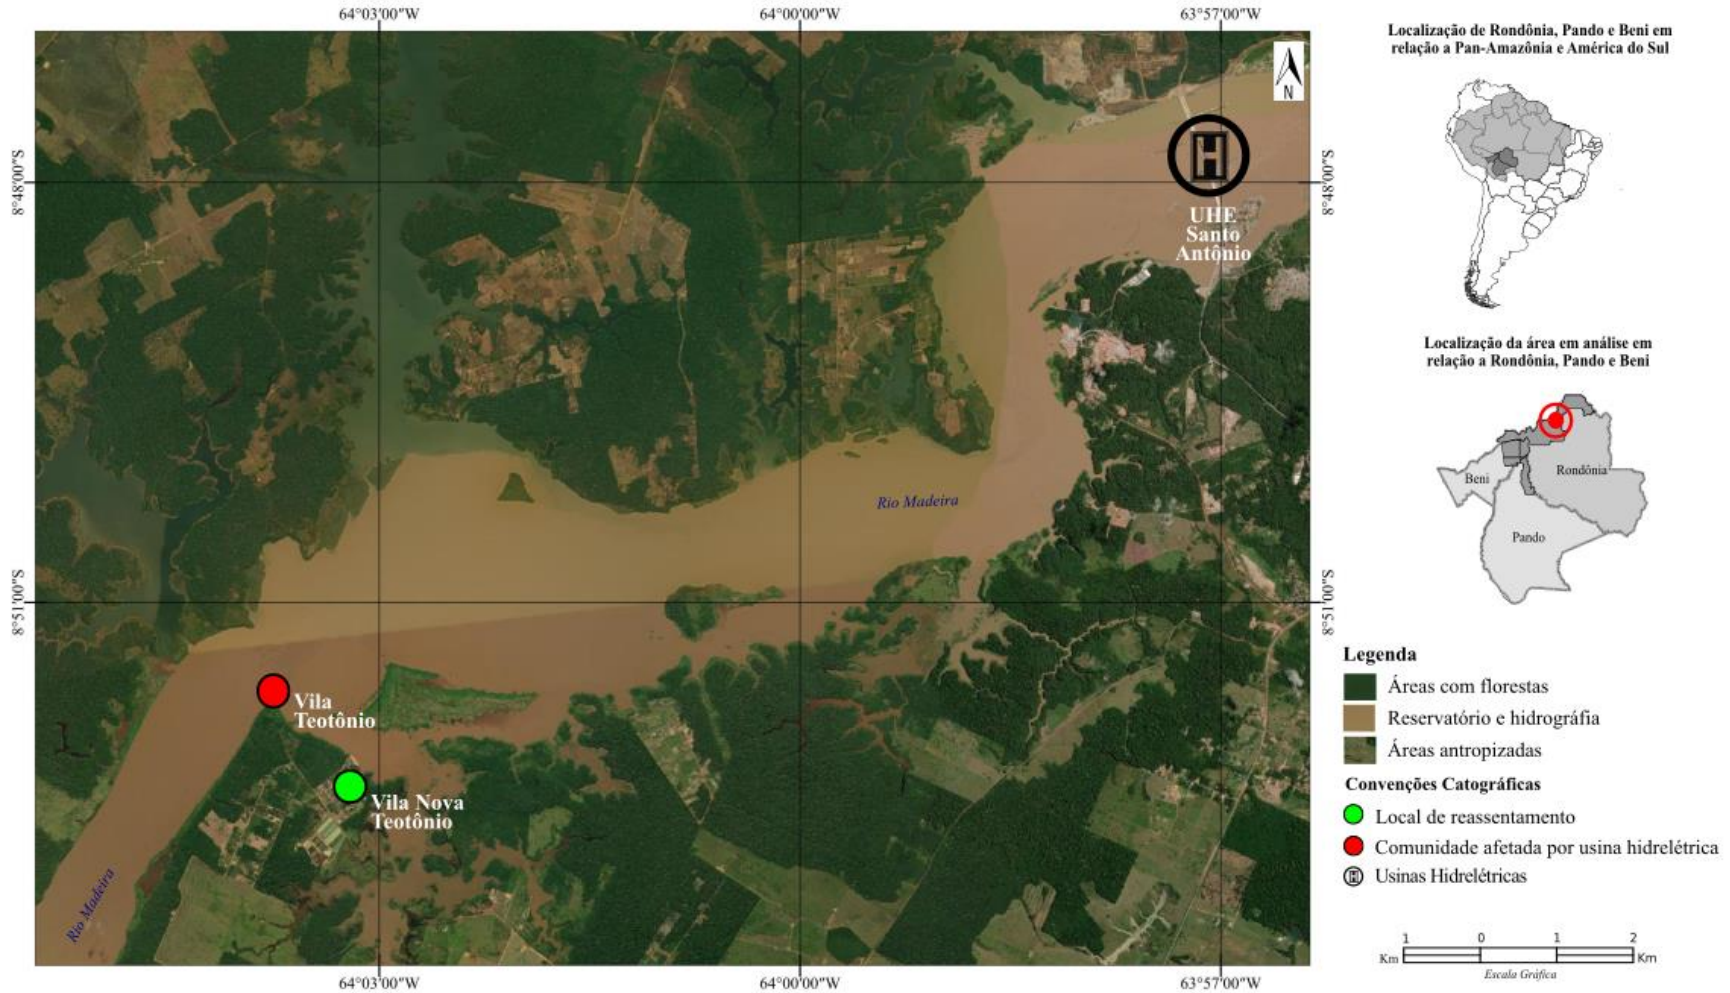 64°03'00"W
64°00'00"W
63°57'00"W
8°48'00"S
8°48'00"S
8°51'00"S
8°51'00"S
N
H
UHE
Santo
Antônio
Rio Madeira
Vila
Teotônio
Vila Nova
Teotônio
Rio Madeira
64°03'00"W
64°00'00"W
63°57'00"W
Localização de Rondônia, Pando e Beni em
relação a Pan-Amazônia e América do Sul
Localização da área em análise em
relação a Rondônia, Pando e Beni
Rondônia
Beni
Pando
Legenda
Áreas com florestas
Reservatório e hidrográfia
Áreas antropizadas
Convenções Catográficas
Local de reassentamento
Comunidade afetada por usina hidrelétrica
H Usinas Hidrelétricas
1 0 1 2
Km Km
Escala Gráfica